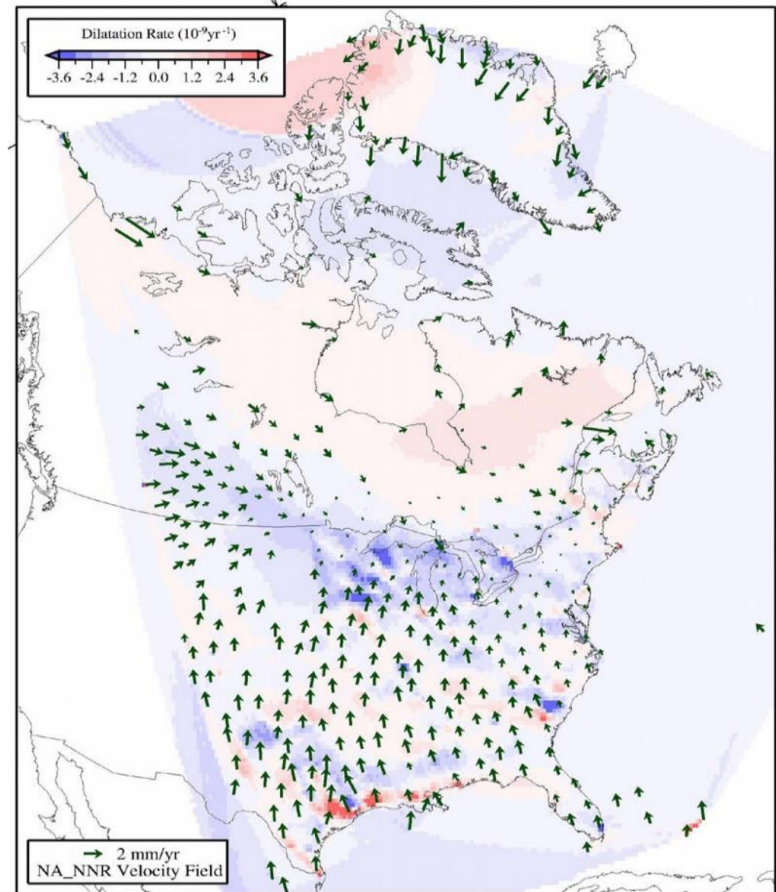 Dilatation Rate (10-9yr-1)
-3.6 -2.4 -1.2 0.0 1.2 2.4 3.6
2 mm/yr
NA_NNR Velocity Field